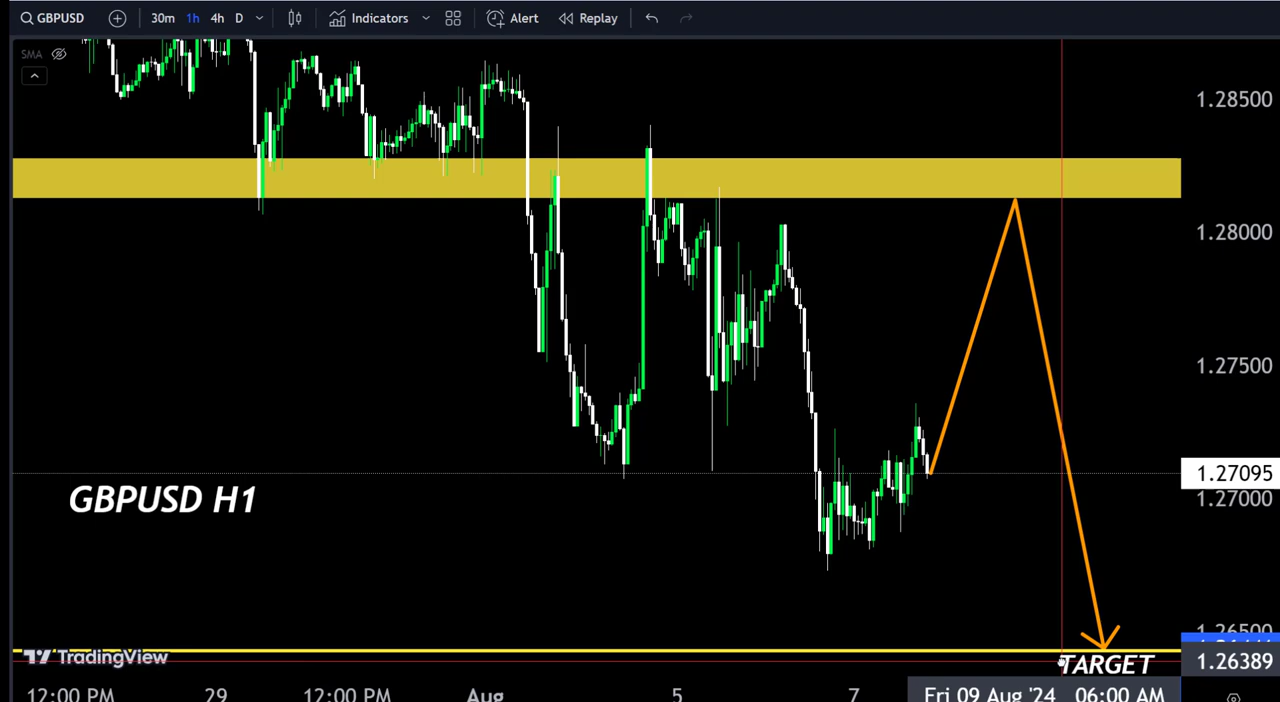 GBPUSD 30m 1h 4h D Indicators Alert Replay
SMA
1.28500
1.28000
1.27500
1.27095
1.27000
GBPUSD H1
1.26500
TradingView
TARGET 1.26389
12:00 PM 29 12:00 PM Aug 5 7 Fri 09 Aug '24 06:00 AM